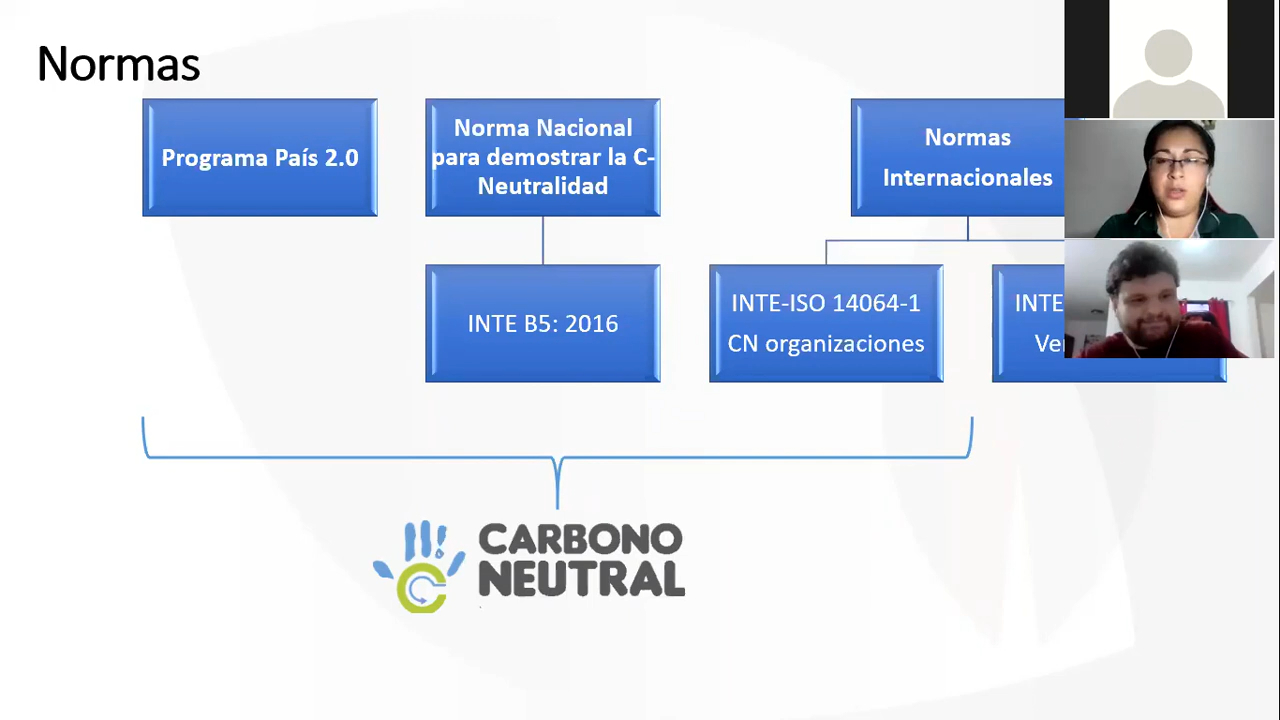 Normas
Programa País 2.0
Norma Nacional
para demostrar la C-
Neutralidad
Normas
Internacionales
INTE B5: 2016
INTE-ISO 14064-1
CN organizaciones
INTE
CARBONO
NEUTRAL